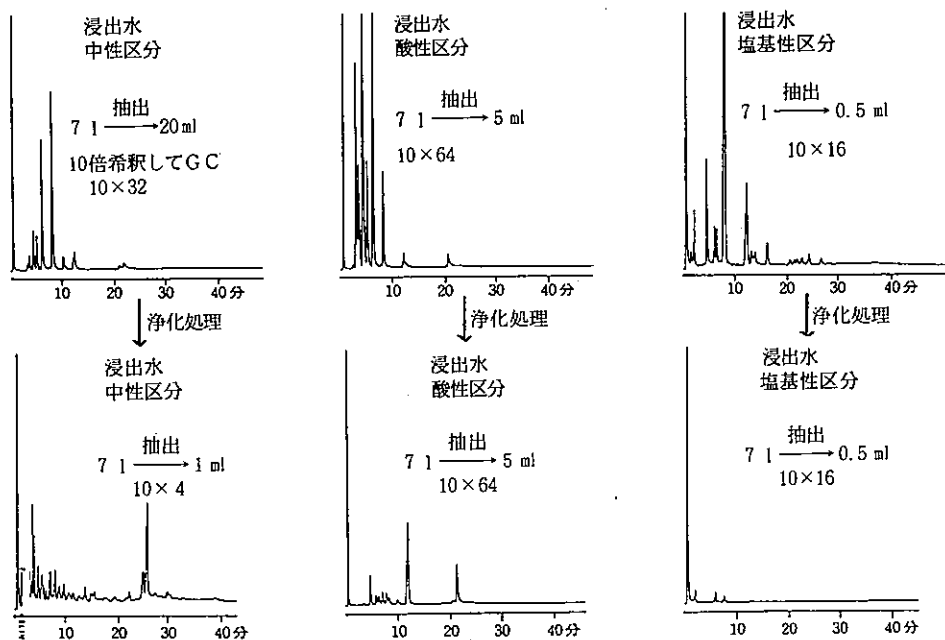 浸出水
中性区分
抽出
7 l → 20 ml
10倍希釈してGC
10×32
10 20 30 40分
浸出水
酸性区分
抽出
7 l → 5 ml
10×64
10 20 30 40分
浸出水
塩基性区分
抽出
7 l → 0.5 ml
10×16
10 20 30 40分
浄化処理
浄化処理
浄化処理
浸出水
中性区分
抽出
7 l → 1 ml
10×4
10 20 30 40分
浸出水
酸性区分
抽出
7 l → 5 ml
10×64
10 20 30 40分
浸出水
塩基性区分
抽出
7 l → 0.5 ml
10×16
10 20 30 40分